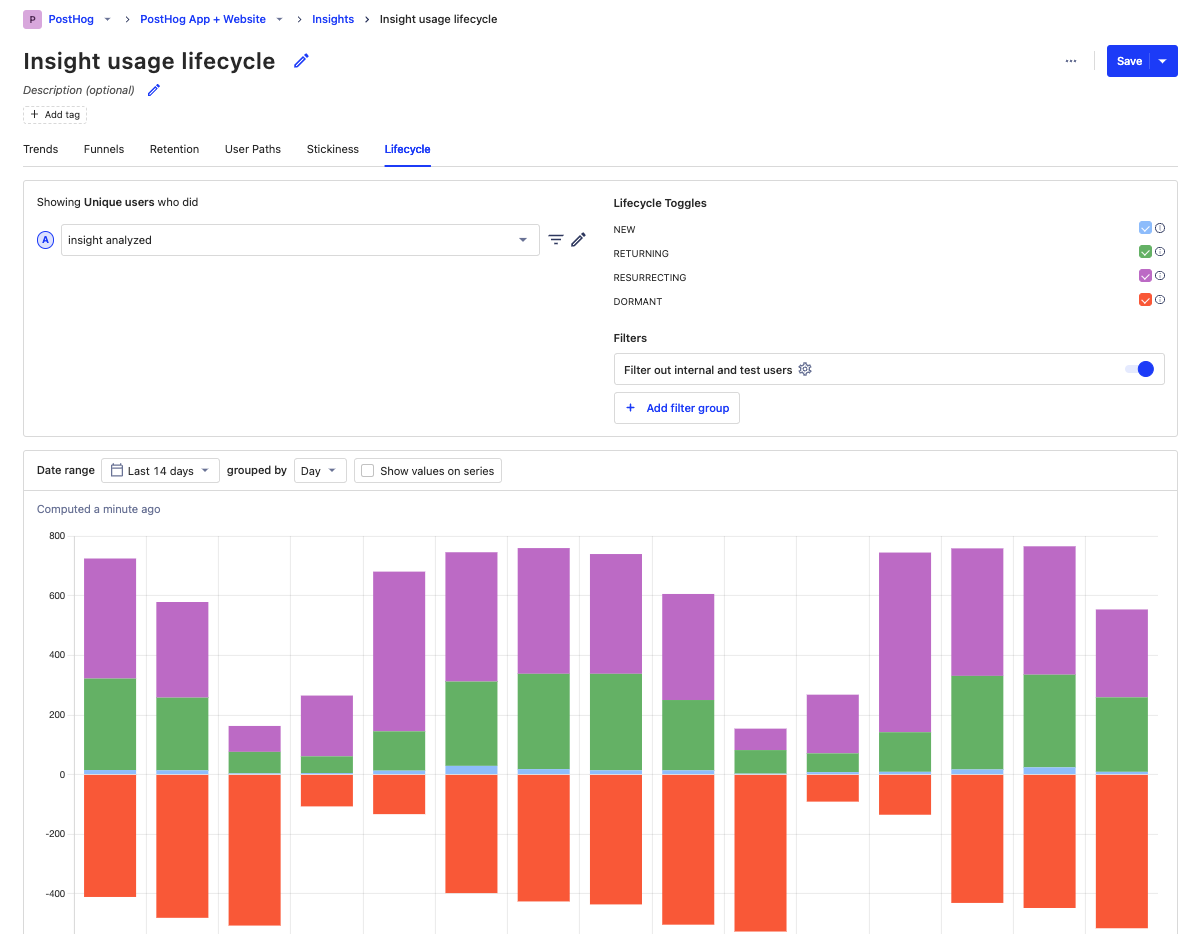 P PostHog PostHog App + Website Insights Insight usage lifecycle
Insight usage lifecycle
Save
Description (optional)
+ Add tag
Trends Funnels Retention User Paths Stickiness Lifecycle
Showing Unique users who did
A insight analyzed
Lifecycle Toggles
NEW
RETURNING
RESURRECTING
DORMANT
Filters
Filter out internal and test users
+ Add filter group
Date range Last 14 days grouped by Day Show values on series
Computed a minute ago
800
600
400
200
0
-200
-400